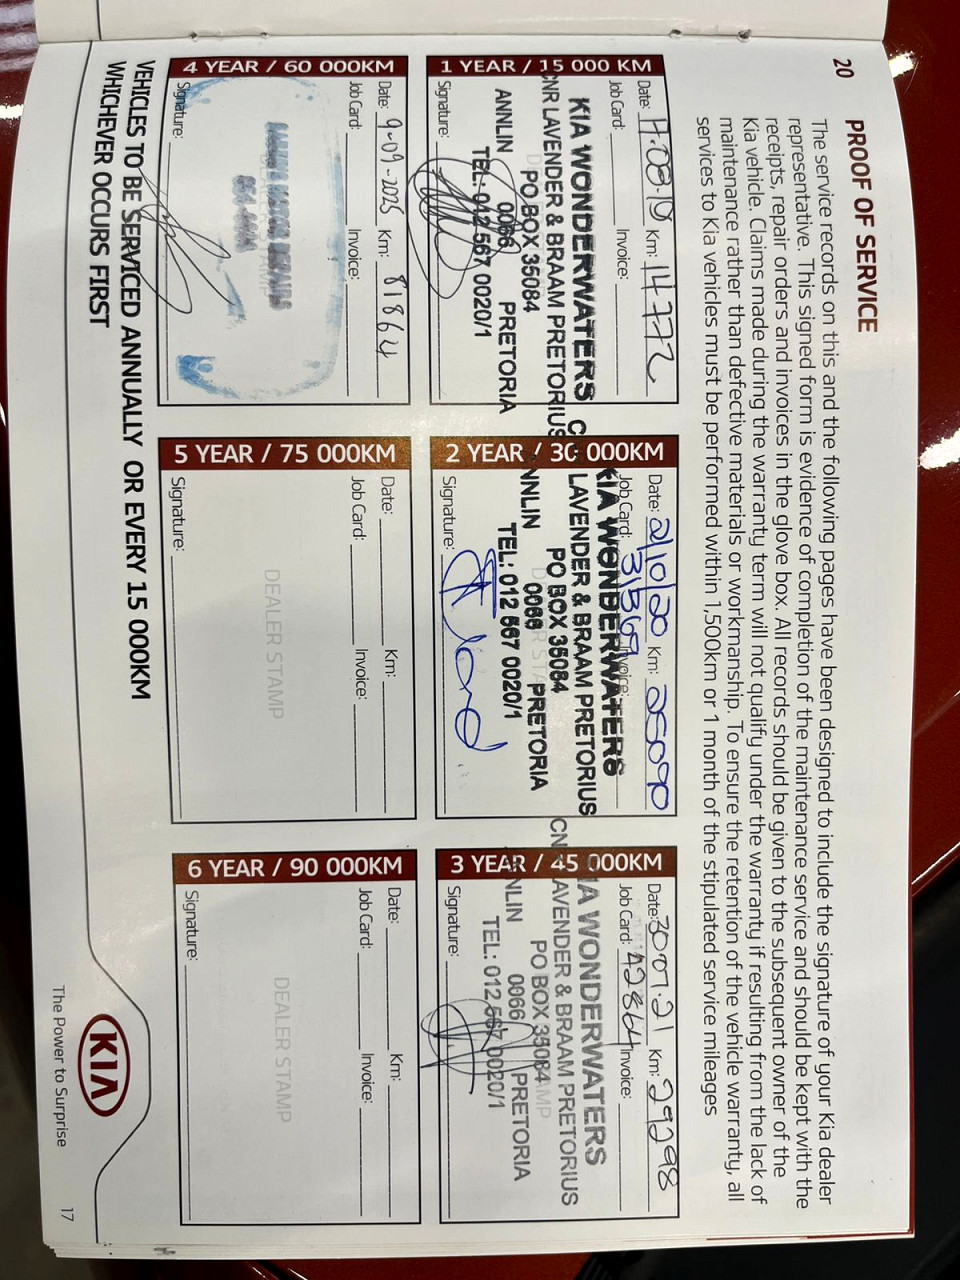 20
PROOF OF SERVICE
The service records on this and the following pages have been designed to include the signature of your Kia dealer
representative. This signed form is evidence of completion of the maintenance service and should be kept with the
receipts, repair orders and invoices in the glove box. All records should be given to the subsequent owner of the
Kia vehicle. Claims made during the warranty term will not qualify under the warranty if resulting from the lack of
maintenance rather than defective materials or workmanship. To ensure the retention of the vehicle warranty, all
services to Kia vehicles must be performed within 1,500km or 1 month of the stipulated service mileages
1 YEAR / 15 000 KM
Date: 17.08.19 Km: 14772
Job Card: Invoice:
KIA WONDERWATERS
CNR LAVENDER & BRAAM PRETORIUS
PO BOX 35084
ANNLIN 0066 PRETORIA
TEL: 012 567 0020/1
Signature:
2 YEAR / 30 000KM
Date: 2/10/20 Km: 25090
Job Card: 31369 Invoice:
KIA WONDERWATERS
LAVENDER & BRAAM PRETORIUS
PO BOX 35084
NNLIN 0066 PRETORIA
TEL: 012 567 0020/1
Signature:
3 YEAR / 45 000KM
Date: 30.07.21 Km: 29298
Job Card: 42864 Invoice:
IA WONDERWATERS
CN LAVENDER & BRAAM PRETORIUS
PO BOX 35084
NLIN 0066 PRETORIA
TEL: 012 567 0020/1
Signature:
4 YEAR / 60 000KM
Date: 9-09-2025 Km: 81864
Job Card: Invoice:
DEALER STAMP
Signature:
5 YEAR / 75 000KM
Date: Km:
Job Card: Invoice:
DEALER STAMP
Signature:
6 YEAR / 90 000KM
Date: Km:
Job Card: Invoice:
DEALER STAMP
Signature:
VEHICLES TO BE SERVICED ANNUALLY OR EVERY 15 000KM
WHICHEVER OCCURS FIRST
KIA
The Power to Surprise
17